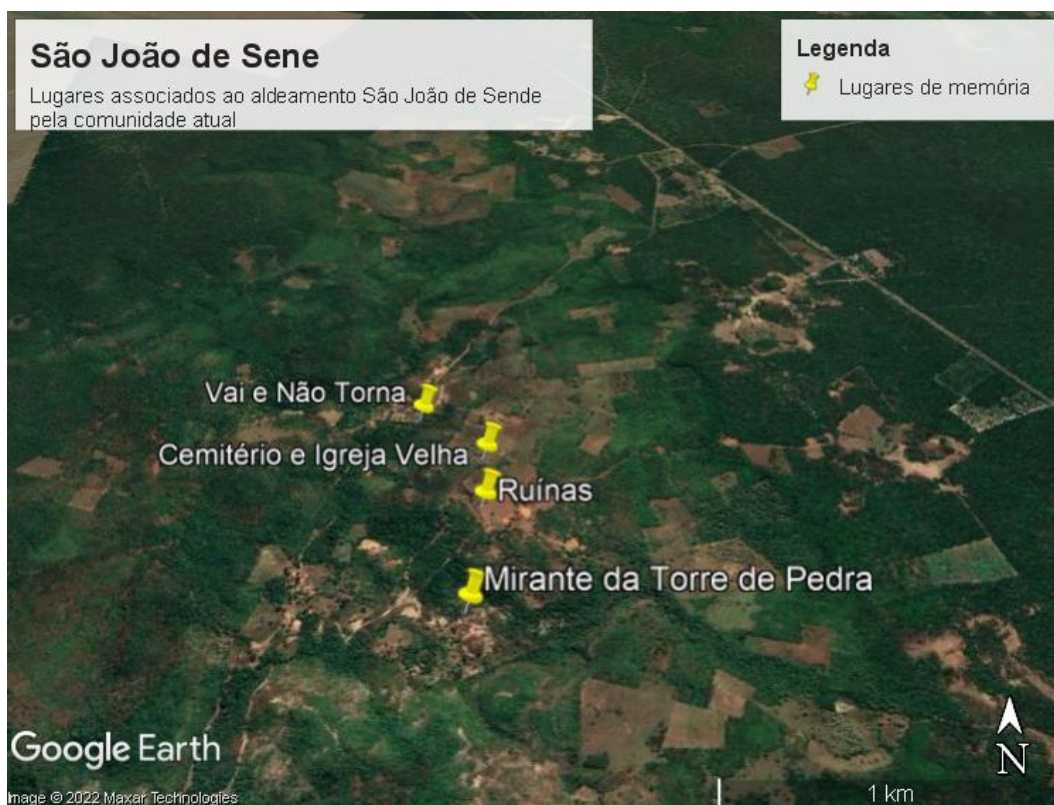 São João de Sene
Lugares associados ao aldeamento São João de Sende
pela comunidade atual
Legenda
Lugares de memória
Vai e Não Torna
Cemitério e Igreja Velha
Ruínas
Mirante da Torre de Pedra
N
Google Earth
1 km
Image © 2022 Maxar Technologies